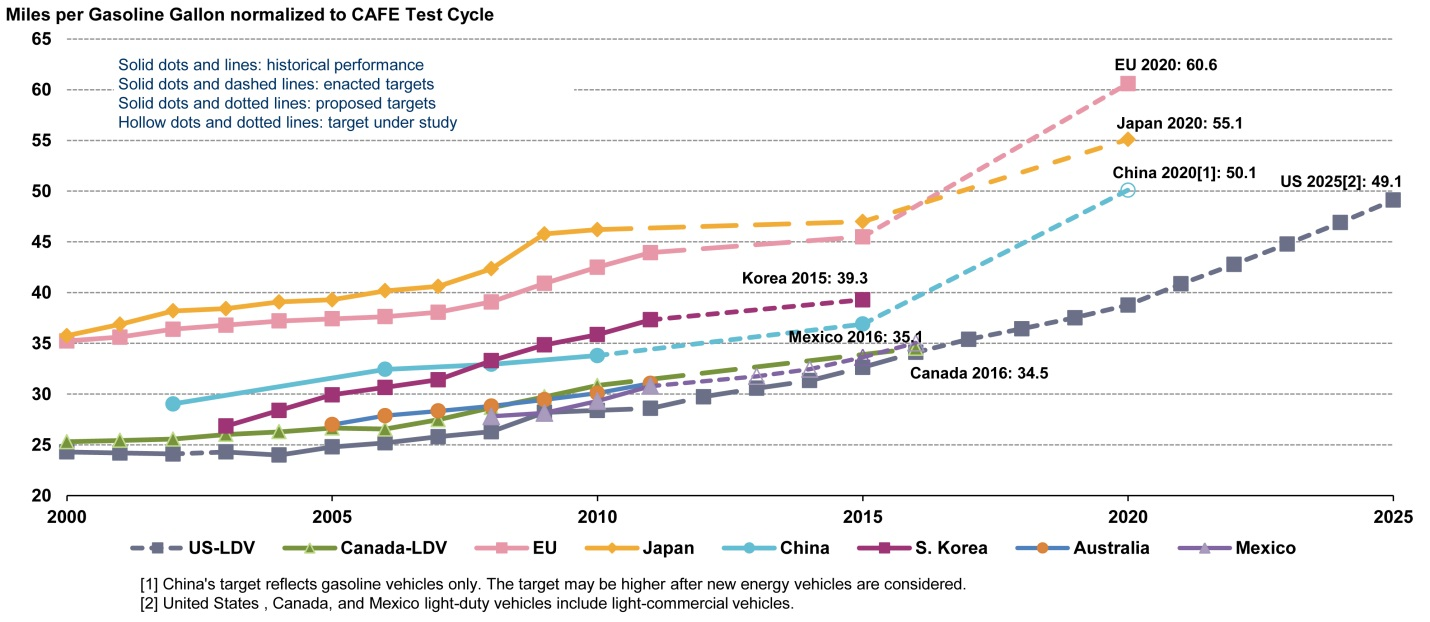 Miles per Gasoline Gallon normalized to CAFE Test Cycle
65
Solid dots and lines: historical performance
EU 2020: 60.6
Solid dots and dashed lines: enacted targets
60
Solid dots and dotted lines: proposed targets
Hollow dots and dotted lines: target under study
Japan 2020: 55.1
55
China 2020[1]: 50.1
US 2025[2]: 49.1
50
45
Korea 2015: 39.3
40
Mexico 2016: 35.1
35
Canada 2016: 34.5
30
25
20
2000 2005 2010 2015 2020 2025
US-LDV Canada-LDV EU Japan China S. Korea Australia Mexico
[1] China's target reflects gasoline vehicles only. The target may be higher after new energy vehicles are considered.
[2] United States , Canada, and Mexico light-duty vehicles include light-commercial vehicles.